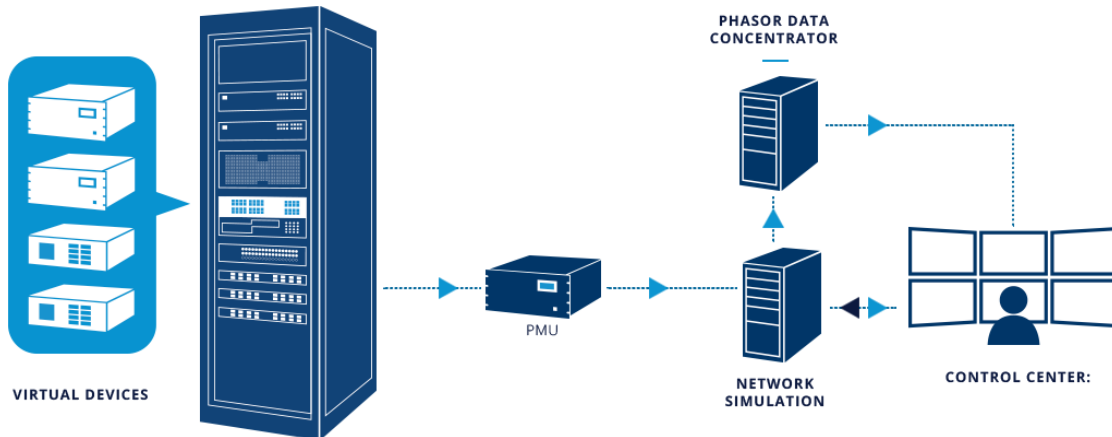 PHASOR DATA
CONCENTRATOR
PMU
VIRTUAL DEVICES
NETWORK
SIMULATION
CONTROL CENTER: